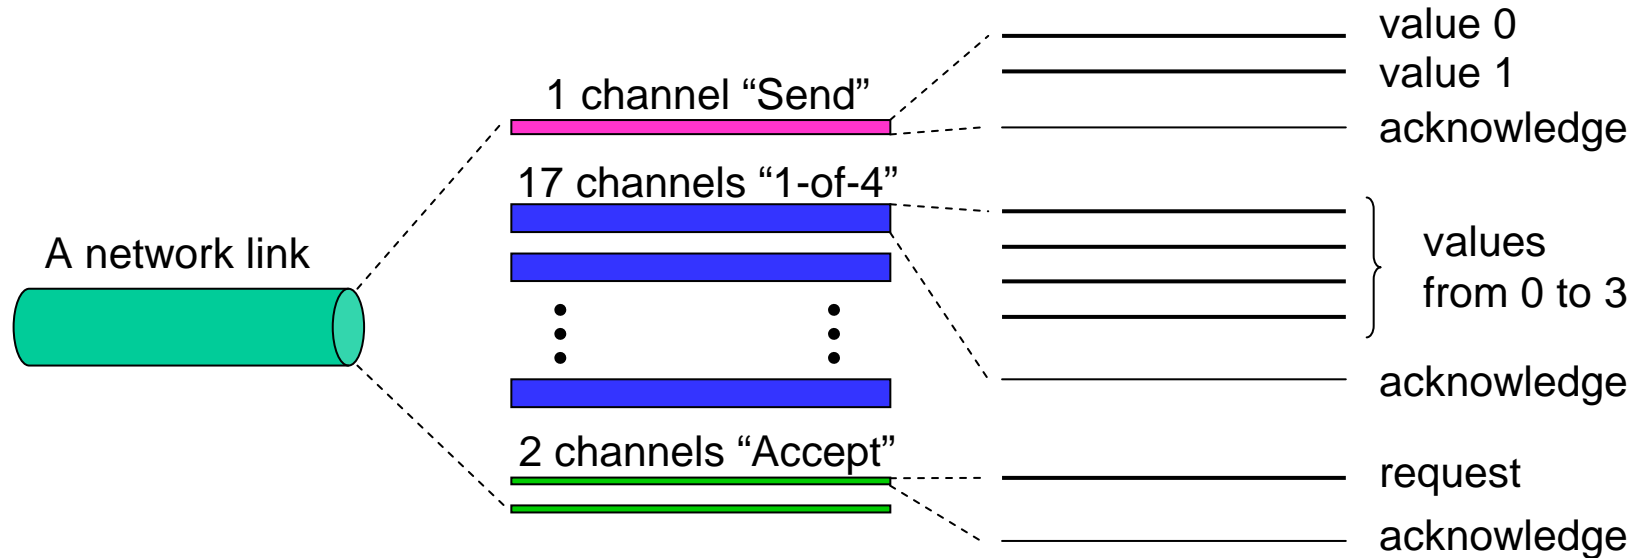 A network link
1 channel “Send”
17 channels “1-of-4”
2 channels “Accept”
value 0
value 1
acknowledge
values
from 0 to 3
acknowledge
request
acknowledge